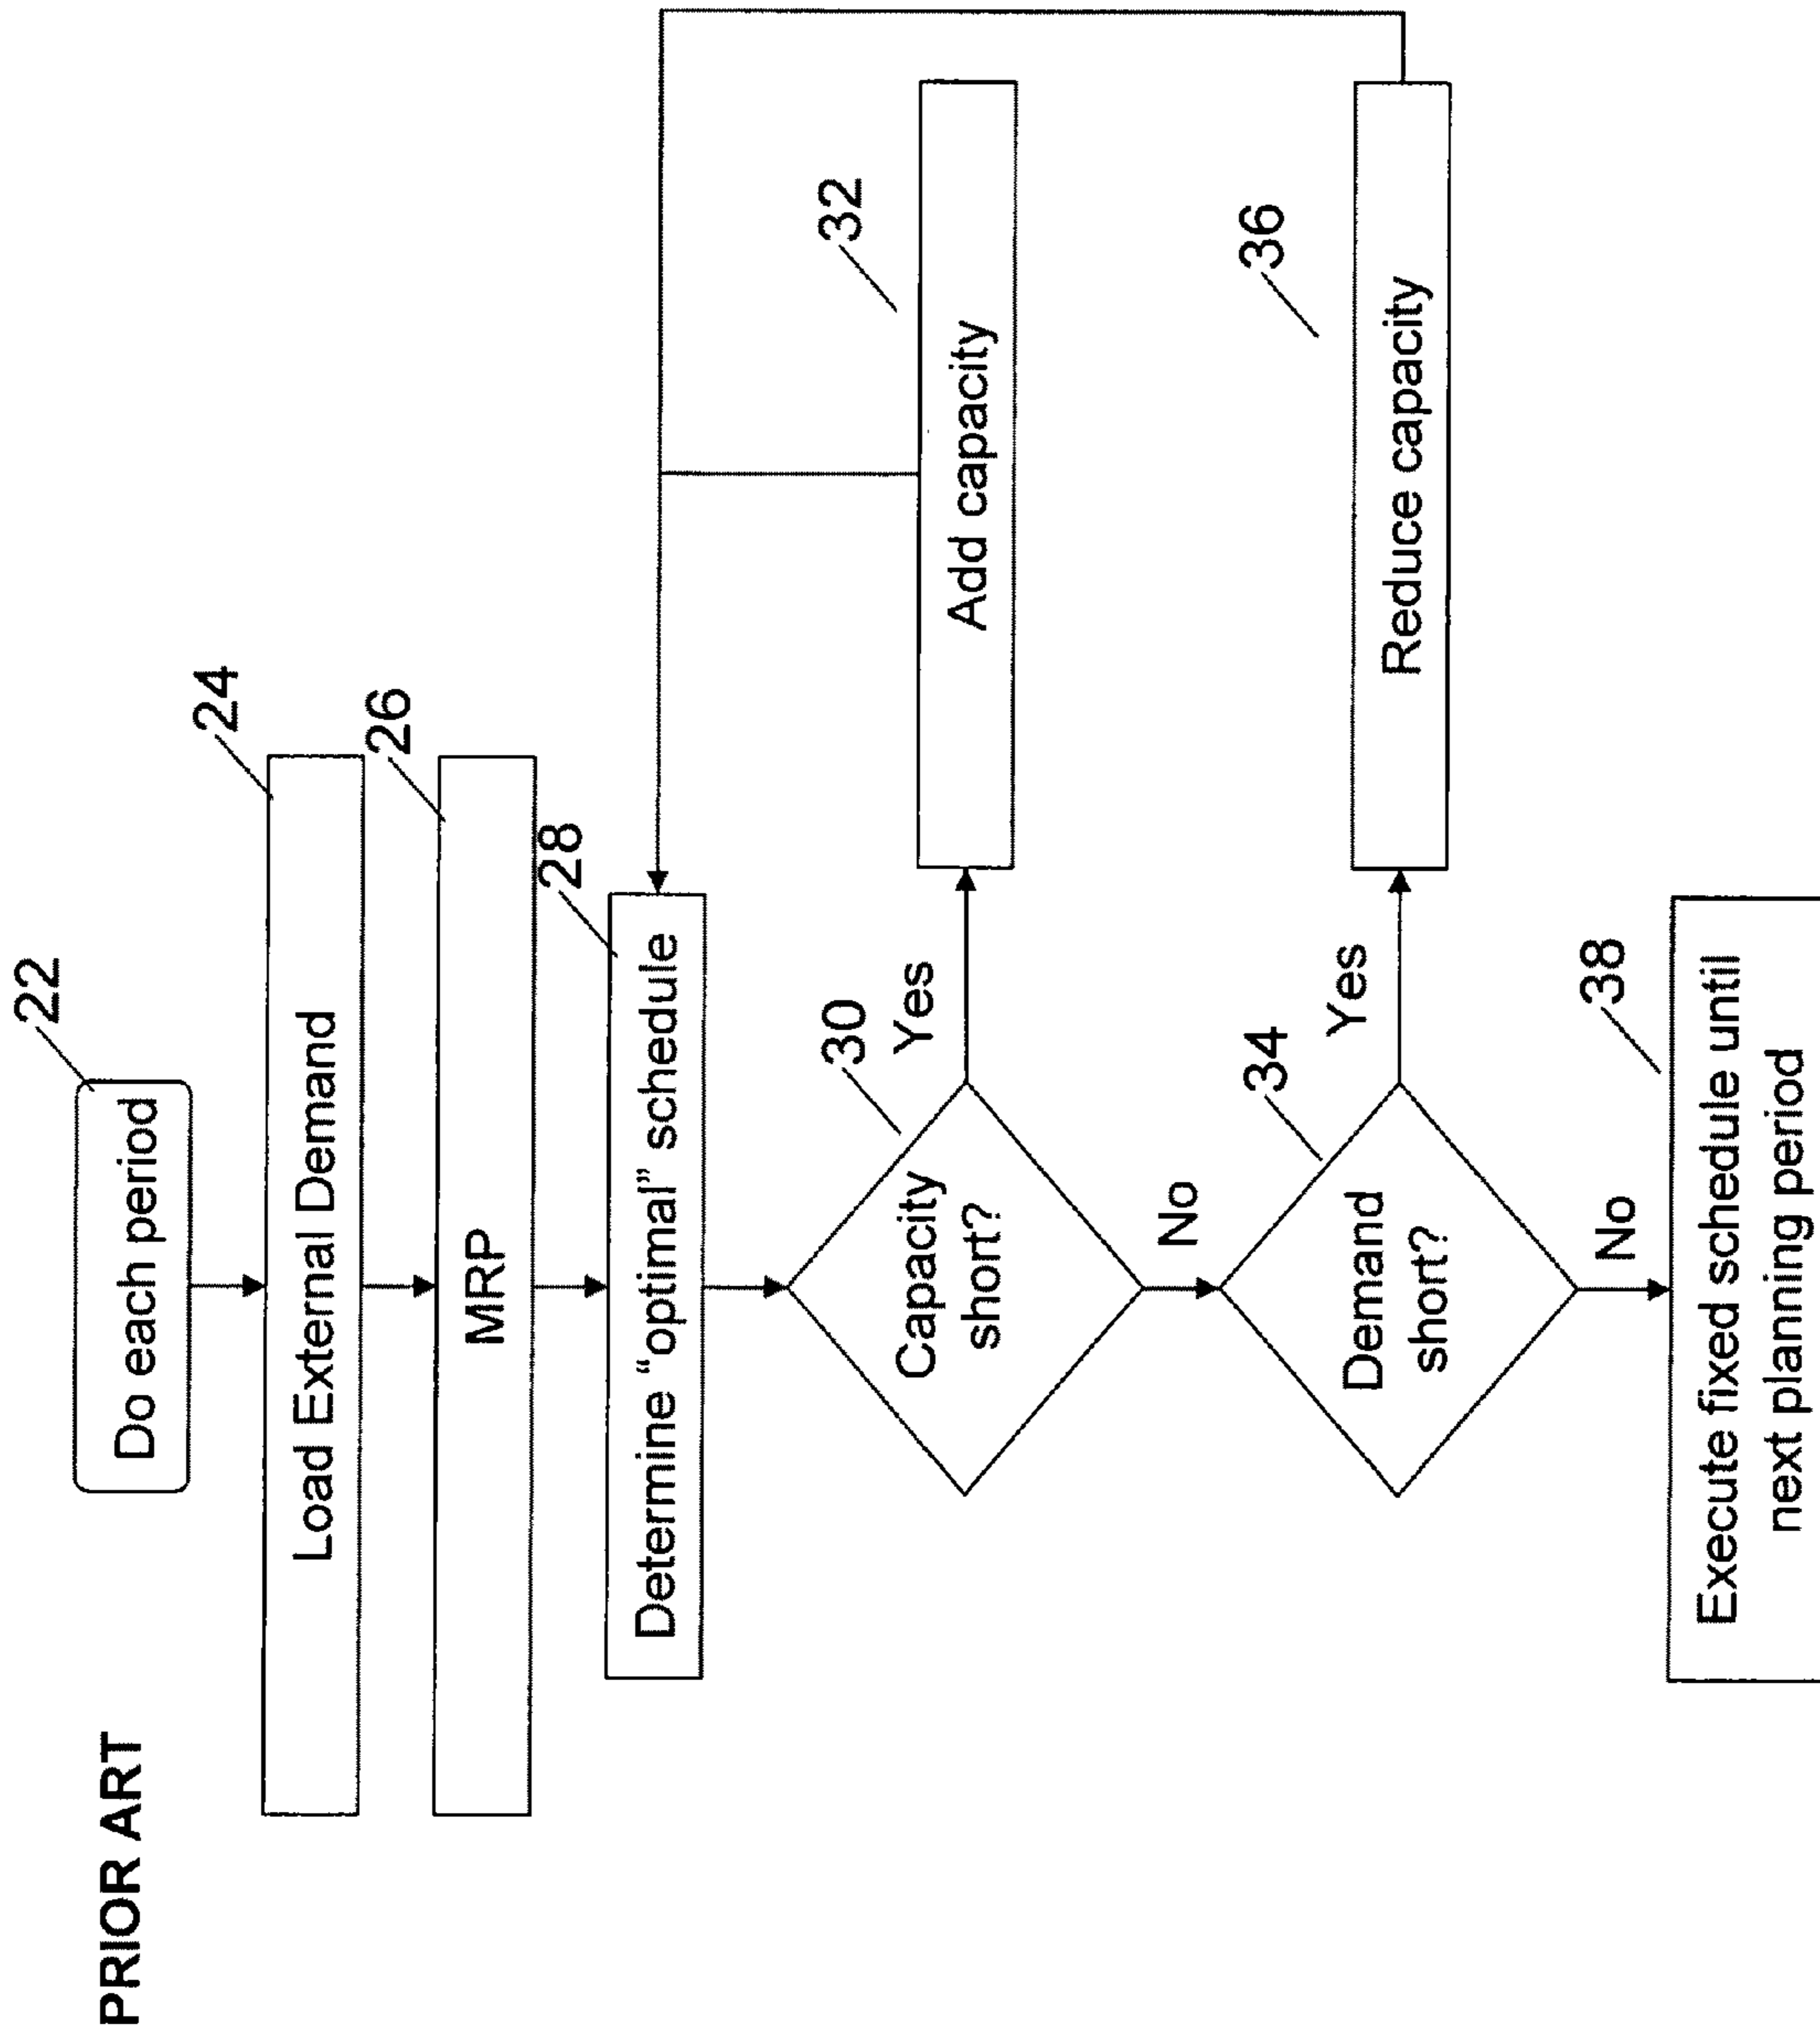 PRIOR ART
22
Do each period
24
Load External Demand
26
MRP
28
Determine “optimal” schedule
30
Capacity
short?
Yes
32
Add capacity
No
34
Demand
short?
Yes
36
Reduce capacity
No
38
Execute fixed schedule until
next planning period